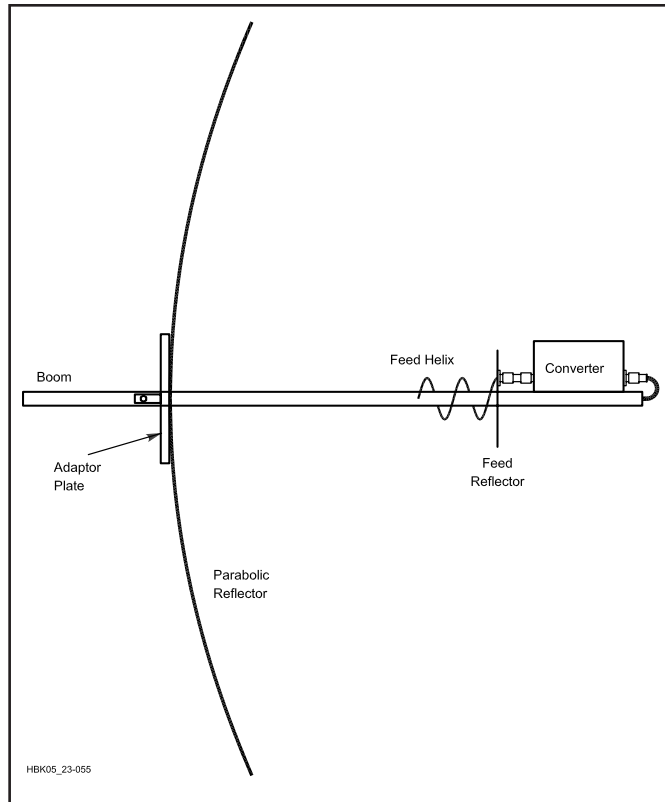 Boom
Feed Helix
Converter
Adaptor
Plate
Feed
Reflector
Parabolic
Reflector
HBK05_23-055